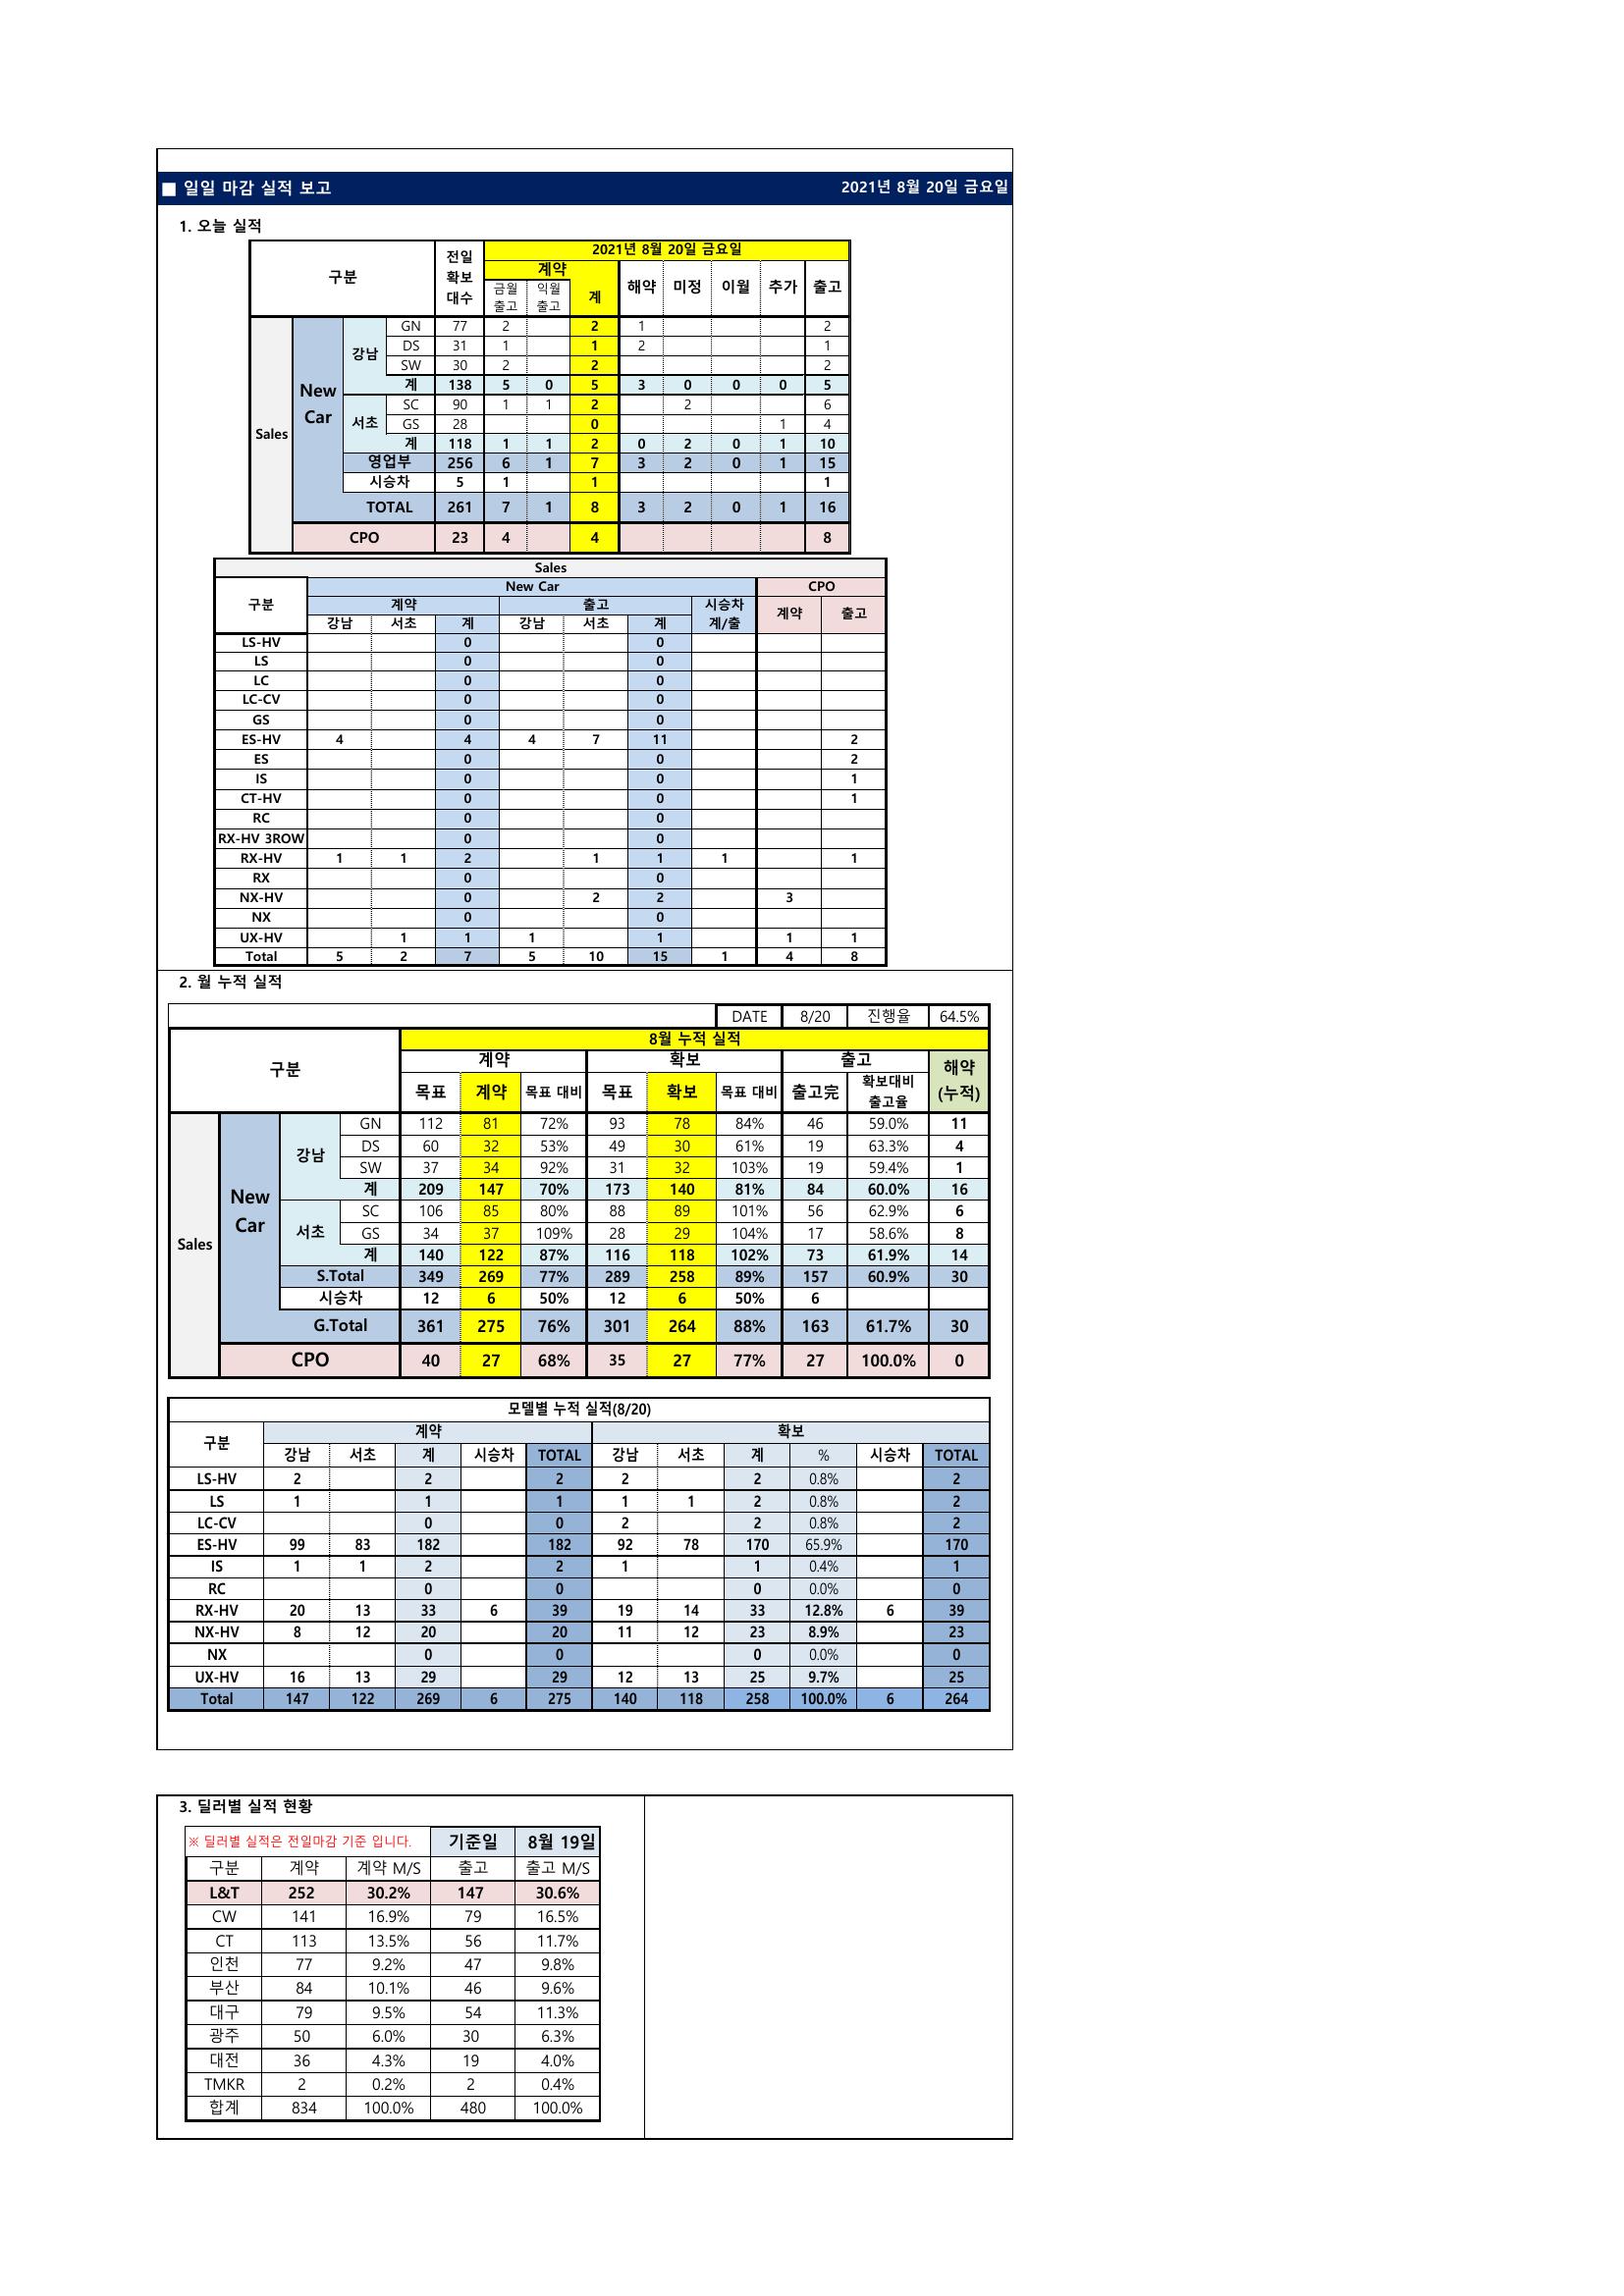 ■ 일일 마감 실적 보고 2021년 8월 20일 금요일
1. 오늘 실적
구분 전일 확보 대수 2021년 8월 20일 금요일
계약 해약 미정 이월 추가 출고
금월 출고 익월 출고 계
Sales New Car 강남 GN 77 2 2 1 2
DS 31 1 1 2 1
SW 30 2 2 2
계 138 5 0 5 3 0 0 0 5
서초 SC 90 1 1 2 2 6
GS 28 0 1 4
계 118 1 1 2 0 2 0 1 10
영업부 256 6 1 7 3 2 0 1 15
시승차 5 1 1 1
TOTAL 261 7 1 8 3 2 0 1 16
CPO 23 4 4 8
Sales
구분 New Car CPO
계약 출고 시승차 계/출 계약 출고
강남 서초 계 강남 서초 계
LS-HV 0 0
LS 0 0
LC 0 0
LC-CV 0 0
GS 0 0
ES-HV 4 4 4 7 11 2
ES 0 0 2
IS 0 0 1
CT-HV 0 0 1
RC 0 0
RX-HV 3ROW 0 0
RX-HV 1 1 2 1 1 1 1
RX 0 0
NX-HV 0 2 2 3
NX 0 0
UX-HV 1 1 1 1 1 1
Total 5 2 7 5 10 15 1 4 8
2. 월 누적 실적
DATE 8/20 진행율 64.5%
구분 8월 누적 실적
계약 확보 출고 해약 (누적)
목표 계약 목표 대비 목표 확보 목표 대비 출고完 확보대비 출고율
Sales New Car 강남 GN 112 81 72% 93 78 84% 46 59.0% 11
DS 60 32 53% 49 30 61% 19 63.3% 4
SW 37 34 92% 31 32 103% 19 59.4% 1
계 209 147 70% 173 140 81% 84 60.0% 16
서초 SC 106 85 80% 88 89 101% 56 62.9% 6
GS 34 37 109% 28 29 104% 17 58.6% 8
계 140 122 87% 116 118 102% 73 61.9% 14
S.Total 349 269 77% 289 258 89% 157 60.9% 30
시승차 12 6 50% 12 6 50% 6
G.Total 361 275 76% 301 264 88% 163 61.7% 30
CPO 40 27 68% 35 27 77% 27 100.0% 0
모델별 누적 실적(8/20)
구분 계약 확보
강남 서초 계 시승차 TOTAL 강남 서초 계 % 시승차 TOTAL
LS-HV 2 2 2 2 2 0.8% 2
LS 1 1 1 1 1 2 0.8% 2
LC-CV 0 0 2 2 0.8% 2
ES-HV 99 83 182 182 92 78 170 65.9% 170
IS 1 1 2 2 1 1 0.4% 1
RC 0 0 0 0.0% 0
RX-HV 20 13 33 6 39 19 14 33 12.8% 6 39
NX-HV 8 12 20 20 11 12 23 8.9% 23
NX 0 0 0 0.0% 0
UX-HV 16 13 29 29 12 13 25 9.7% 25
Total 147 122 269 6 275 140 118 258 100.0% 6 264
3. 딜러별 실적 현황
※ 딜러별 실적은 전일마감 기준 입니다. 기준일 8월 19일
구분 계약 계약 M/S 출고 출고 M/S
L&T 252 30.2% 147 30.6%
CW 141 16.9% 79 16.5%
CT 113 13.5% 56 11.7%
인천 77 9.2% 47 9.8%
부산 84 10.1% 46 9.6%
대구 79 9.5% 54 11.3%
광주 50 6.0% 30 6.3%
대전 36 4.3% 19 4.0%
TMKR 2 0.2% 2 0.4%
합계 834 100.0% 480 100.0%